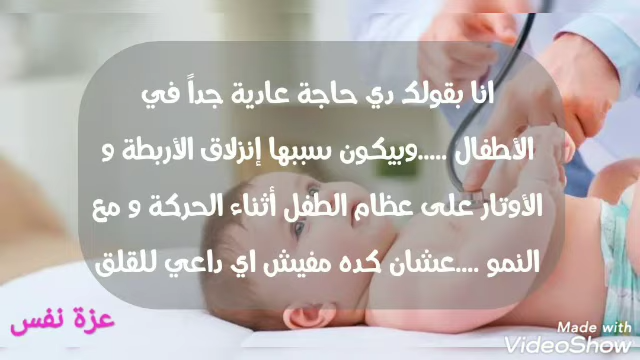 انا بقولك دي حاجة عادية جداً في
الأطفال .....وبيكون سببها إنزلاق الأربطة و
الأوتار على عظام الطفل أثناء الحركة و مع
النمو ....عشان كده مفيش اي داعي للقلق
عزة نفس
Made with
VideoShow